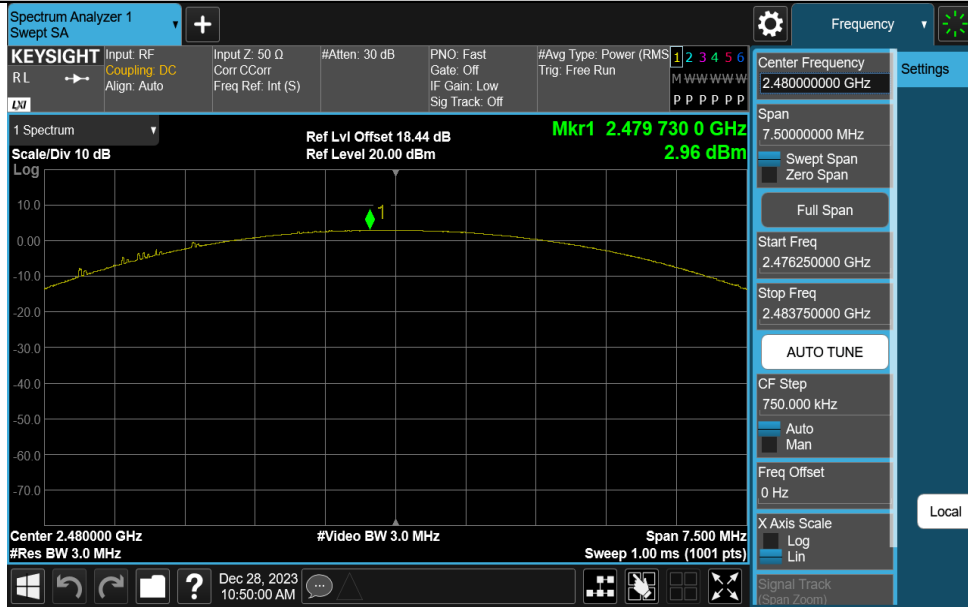 Spectrum Analyzer 1
Swept SA
Frequency
KEYSIGHT
R L
LXI
Input: RF
Coupling: DC
Align: Auto
Input Z: 50 Ω
Corr CCorr
Freq Ref: Int (S)
#Atten: 30 dB
PNO: Fast
Gate: Off
IF Gain: Low
Sig Track: Off
#Avg Type: Power (RMS
Trig: Free Run
1 2 3 4 5 6
M W W W W W
P P P P P P
1 Spectrum
Scale/Div 10 dB
Ref Lvl Offset 18.44 dB
Ref Level 20.00 dBm
Mkr1 2.479 730 0 GHz
2.96 dBm
Log
1
10.0
0.00
-10.0
-20.0
-30.0
-40.0
-50.0
-60.0
-70.0
Center 2.480000 GHz
#Video BW 3.0 MHz
Span 7.500 MHz
#Res BW 3.0 MHz
Sweep 1.00 ms (1001 pts)
Dec 28, 2023
10:50:00 AM
Center Frequency
2.480000000 GHz
Settings
Span
7.50000000 MHz
Swept Span
Zero Span
Full Span
Start Freq
2.476250000 GHz
Stop Freq
2.483750000 GHz
AUTO TUNE
CF Step
750.000 kHz
Auto
Man
Freq Offset
0 Hz
Local
X Axis Scale
Log
Lin
Signal Track
(Span Zoom)